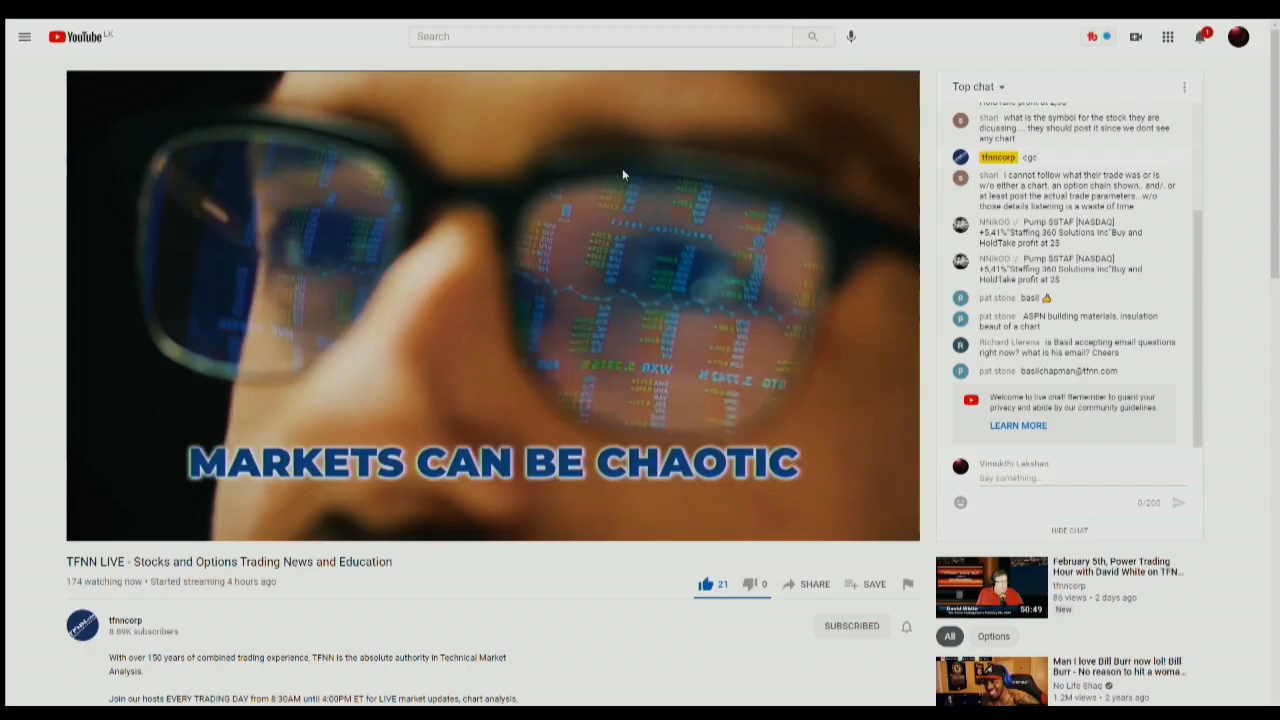 YouTube LK
Search
1
MARKETS CAN BE CHAOTIC
TFNN LIVE - Stocks and Options Trading News and Education
174 watching now • Started streaming 4 hours ago
21
0
SHARE
SAVE
tfnncorp
8.89K subscribers
SUBSCRIBED
With over 150 years of combined trading experience, TFNN is the absolute authority in Technical Market
Analysis.
Join our hosts EVERY TRADING DAY from 8:30AM until 4:00PM ET for LIVE market updates, chart analysis,
Top chat
shari what is the symbol for the stock they are
dicussing.... they should post it since we dont see
any chart
tfnncorp cgc
shari I cannot follow what their trade was or is
w/o either a chart, an option chain shown.. and/. or
at least post the actual trade parameters...w/o
those details listening is a waste of time
NNikOO :/ Pump $STAF [NASDAQ]
+5,41%"Staffing 360 Solutions Inc"Buy and
HoldTake profit at 2$
NNikOO :/ Pump $STAF [NASDAQ]
+5,41%"Staffing 360 Solutions Inc"Buy and
HoldTake profit at 2$
pat stone basil 👍
pat stone ASPN building materials, insulation
beaut of a chart
Richard Llerena is Basil accepting email questions
right now? what is his email? Cheers
pat stone basilchapman@tfnn.com
Welcome to live chat! Remember to guard your
privacy and abide by our community guidelines.
LEARN MORE
Vimukthi Lakshan
Say something...
0/200
HIDE CHAT
February 5th, Power Trading
Hour with David White on TFN...
tfnncorp
86 views • 2 days ago
New
David White
50:49
All
Options
Man I love Bill Burr now lol! Bill
Burr - No reason to hit a woma...
No Life Shaq
1.2M views • 2 years ago